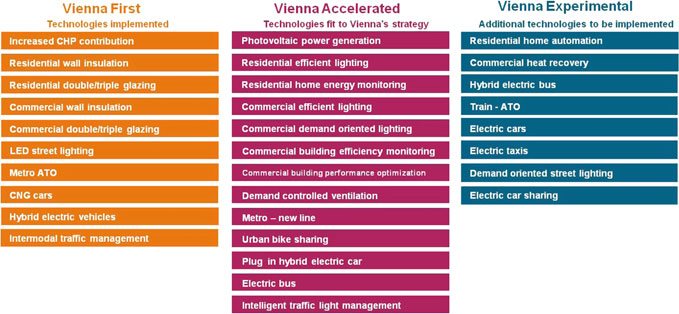 Vienna First
Technologies implemented
Increased CHP contribution
Residential wall insulation
Residential double/triple glazing
Commercial wall insulation
Commercial double/triple glazing
LED street lighting
Metro ATO
CNG cars
Hybrid electric vehicles
Intermodal traffic management
Vienna Accelerated
Technologies fit to Vienna's strategy
Photovoltaic power generation
Residential efficient lighting
Residential home energy monitoring
Commercial efficient lighting
Commercial demand oriented lighting
Commercial building efficiency monitoring
Commercial building performance optimization
Demand controlled ventilation
Metro – new line
Urban bike sharing
Plug in hybrid electric car
Electric bus
Intelligent traffic light management
Vienna Experimental
Additional technologies to be implemented
Residential home automation
Commercial heat recovery
Hybrid electric bus
Train - ATO
Electric cars
Electric taxis
Demand oriented street lighting
Electric car sharing